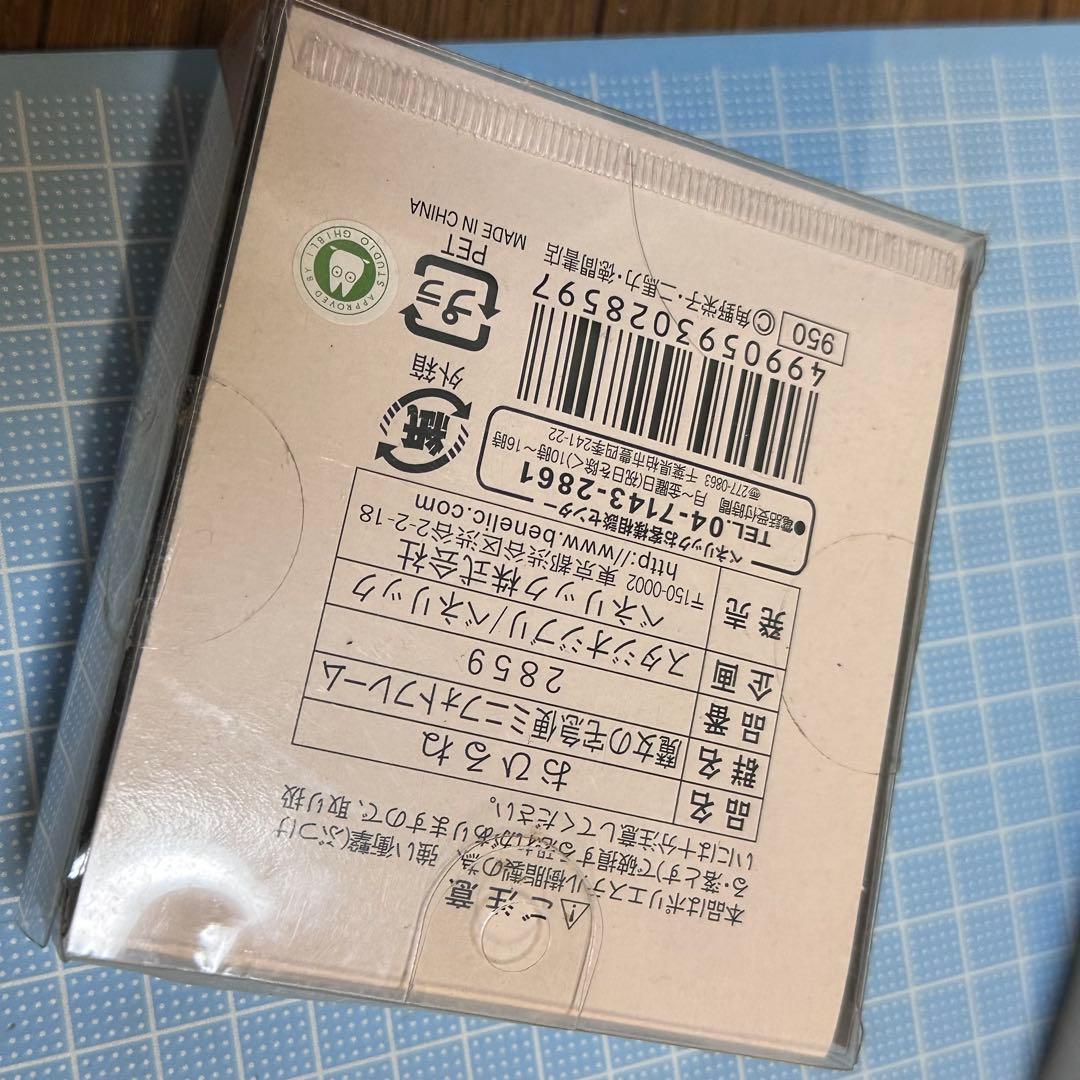 ⚠ご注意
本品はポリエステル樹脂製の為、強い衝撃(ぶつけ
る・落とす)で破損する恐れがありますので、取り扱
いには十分注意してください。
品名 おひるね
群名 魔女の宅急便ミニフォトフレーム
品番 2859
企画 スタジオジブリ/ベネリック
発売 ベネリック株式会社
〒150-0002 東京都渋谷区渋谷2-2-18
http://www.benelic.com
ベネリックお客様相談センター
TEL.04-7143-2861
●電話受付時間 月~金曜日(祝日を除く)10時~16時
〒277-0863 千葉県柏市豊四季241-22
紙
外箱
プラ
PET
4990593028597
950
©角野栄子・二馬力・徳間書店 MADE IN CHINA
APPROVED BY STUDIO GHIBLI